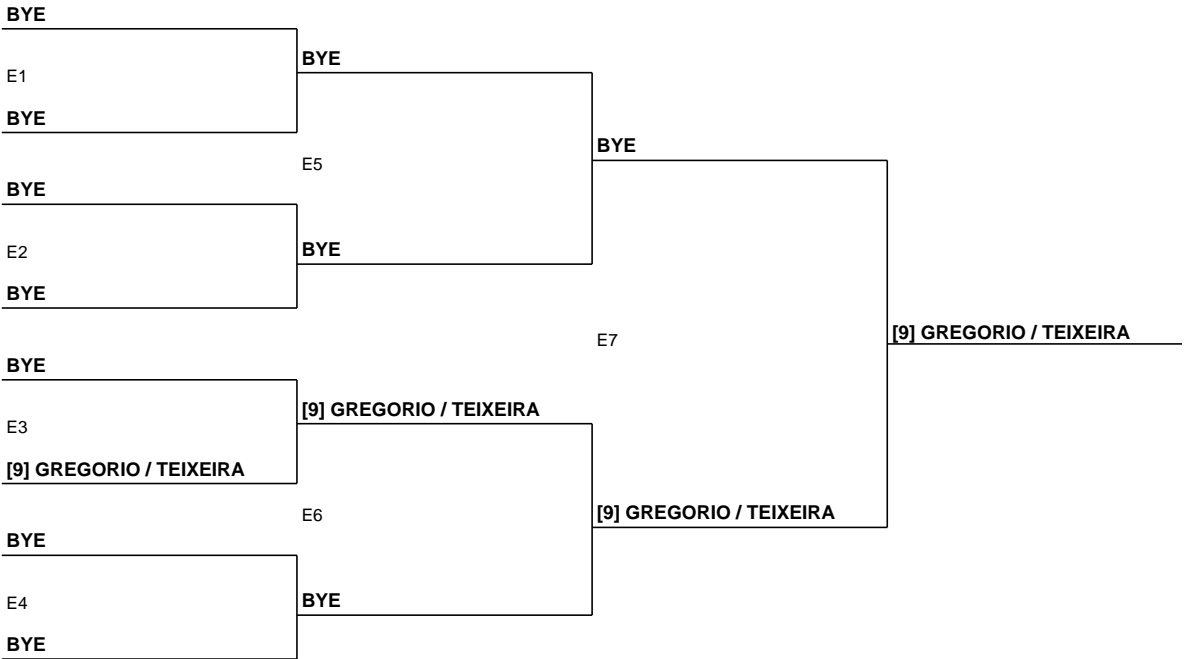 BYE
BYE
E1
BYE
BYE
E5
BYE
E2
BYE
BYE
E7
[9] GREGORIO / TEIXEIRA
BYE
[9] GREGORIO / TEIXEIRA
E3
[9] GREGORIO / TEIXEIRA
E6
[9] GREGORIO / TEIXEIRA
BYE
E4
BYE
BYE